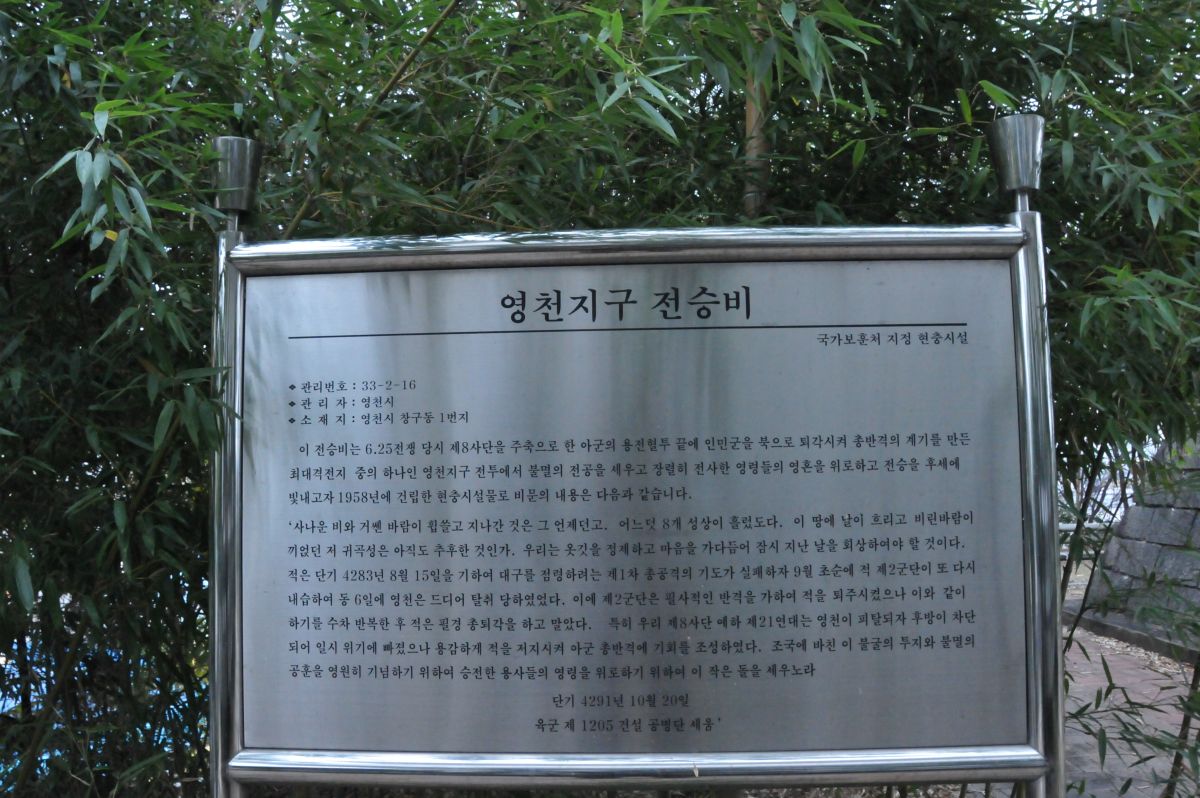 영천지구 전승비
국가보훈처 지정 현충시설
❖ 관리번호 : 33-2-16
❖ 관 리 자 : 영천시
❖ 소 재 지 : 영천시 창구동 1번지
이 전승비는 6.25전쟁 당시 제8사단을 주축으로 한 아군의 용전혈투 끝에 인민군을 북으로 퇴각시켜 총반격의 계기를 만든
최대격전지 중의 하나인 영천지구 전투에서 불멸의 전공을 세우고 장렬히 전사한 영령들의 영혼을 위로하고 전승을 후세에
빛내고자 1958년에 건립한 현충시설물로 비문의 내용은 다음과 같습니다.
‘사나운 비와 거쎈 바람이 휩쓸고 지나간 것은 그 언제던고. 어느덧 8개 성상이 흘렀도다. 이 땅에 날이 흐리고 비린바람이
끼었던 저 귀곡성은 아직도 추후한 것인가. 우리는 옷깃을 정제하고 마음을 가다듬어 잠시 지난 날을 회상하여야 할 것이다.
적은 단기 4283년 8월 15일을 기하여 대구를 점령하려는 제1차 총공격의 기도가 실패하자 9월 초순에 적 제2군단이 또 다시
내습하여 동 6일에 영천은 드디어 탈취 당하였었다. 이에 제2군단은 필사적인 반격을 가하여 적을 퇴주시켰으나 이와 같이
하기를 수차 반복한 후 적은 필경 총퇴각을 하고 말았다. 특히 우리 제8사단 예하 제21연대는 영천이 피탈되자 후방이 차단
되어 일시 위기에 빠졌으나 용감하게 적을 저지시켜 아군 총반격에 기회를 조성하였다. 조국에 바친 이 불굴의 투지와 불멸의
공훈을 영원히 기념하기 위하여 승전한 용사들의 영령을 위로하기 위하여 이 작은 돌을 세우노라
단기 4291년 10월 20일
육군 제 1205 건설 공병단 세움’